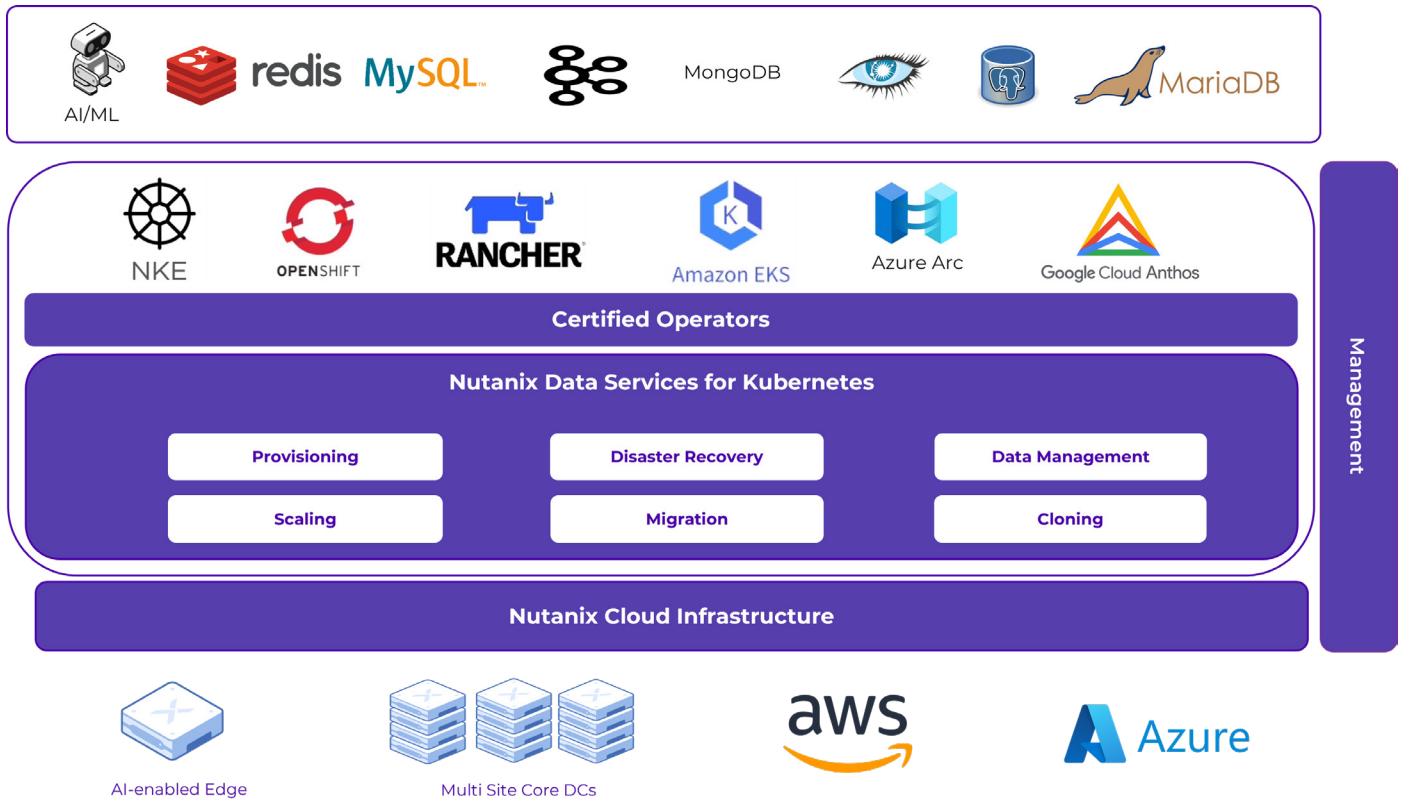 AI/ML
redis
MySQL™
MongoDB
MariaDB
NKE
OPENSHIFT
RANCHER®
K
Amazon EKS
Azure Arc
Google Cloud Anthos
Certified Operators
Nutanix Data Services for Kubernetes
Provisioning
Disaster Recovery
Data Management
Scaling
Migration
Cloning
Management
Nutanix Cloud Infrastructure
AI-enabled Edge
Multi Site Core DCs
aws
Azure